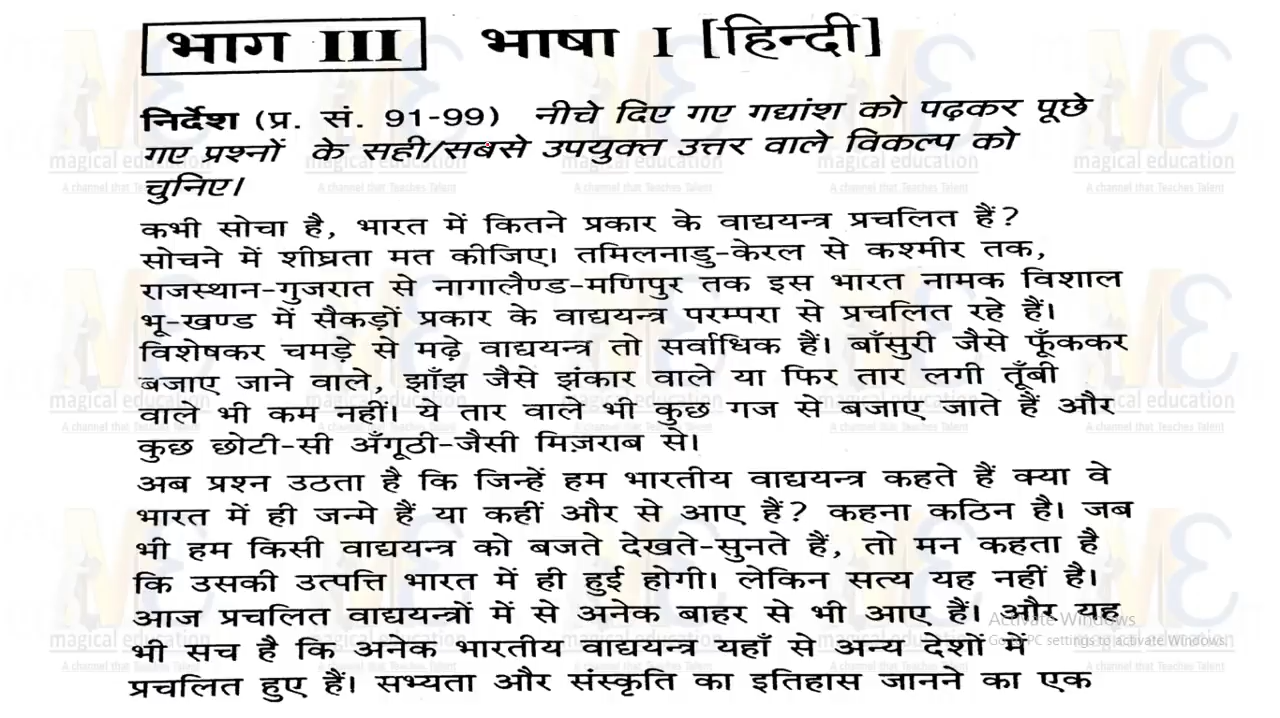 भाग III भाषा I [हिन्दी]
निर्देश (प्र. सं. 91-99) नीचे दिए गए गद्यांश को पढ़कर पूछे
गए प्रश्नों के सही/सबसे उपयुक्त उत्तर वाले विकल्प को
चुनिए।
कभी सोचा है, भारत में कितने प्रकार के वाद्ययन्त्र प्रचलित हैं?
सोचने में शीघ्रता मत कीजिए। तमिलनाडु-केरल से कश्मीर तक,
राजस्थान-गुजरात से नागालैण्ड-मणिपुर तक इस भारत नामक विशाल
भू-खण्ड में सैकड़ों प्रकार के वाद्ययन्त्र परम्परा से प्रचलित रहे हैं।
विशेषकर चमड़े से मढ़े वाद्ययन्त्र तो सर्वाधिक हैं। बाँसुरी जैसे फूँककर
बजाए जाने वाले, झाँझ जैसे झंकार वाले या फिर तार लगी तूँबी
वाले भी कम नहीं। ये तार वाले भी कुछ गज से बजाए जाते हैं और
कुछ छोटी-सी अँगूठी-जैसी मिज़राब से।
अब प्रश्न उठता है कि जिन्हें हम भारतीय वाद्ययन्त्र कहते हैं क्या वे
भारत में ही जन्मे हैं या कहीं और से आए हैं? कहना कठिन है। जब
भी हम किसी वाद्ययन्त्र को बजते देखते-सुनते हैं, तो मन कहता है
कि उसकी उत्पत्ति भारत में ही हुई होगी। लेकिन सत्य यह नहीं है।
आज प्रचलित वाद्ययन्त्रों में से अनेक बाहर से भी आए हैं। और यह
भी सच है कि अनेक भारतीय वाद्ययन्त्र यहाँ से अन्य देशों में
प्रचलित हुए हैं। सभ्यता और संस्कृति का इतिहास जानने का एक
magical education
A channel that Teaches Talent
Activate Windows
Go to PC settings to activate Windows.